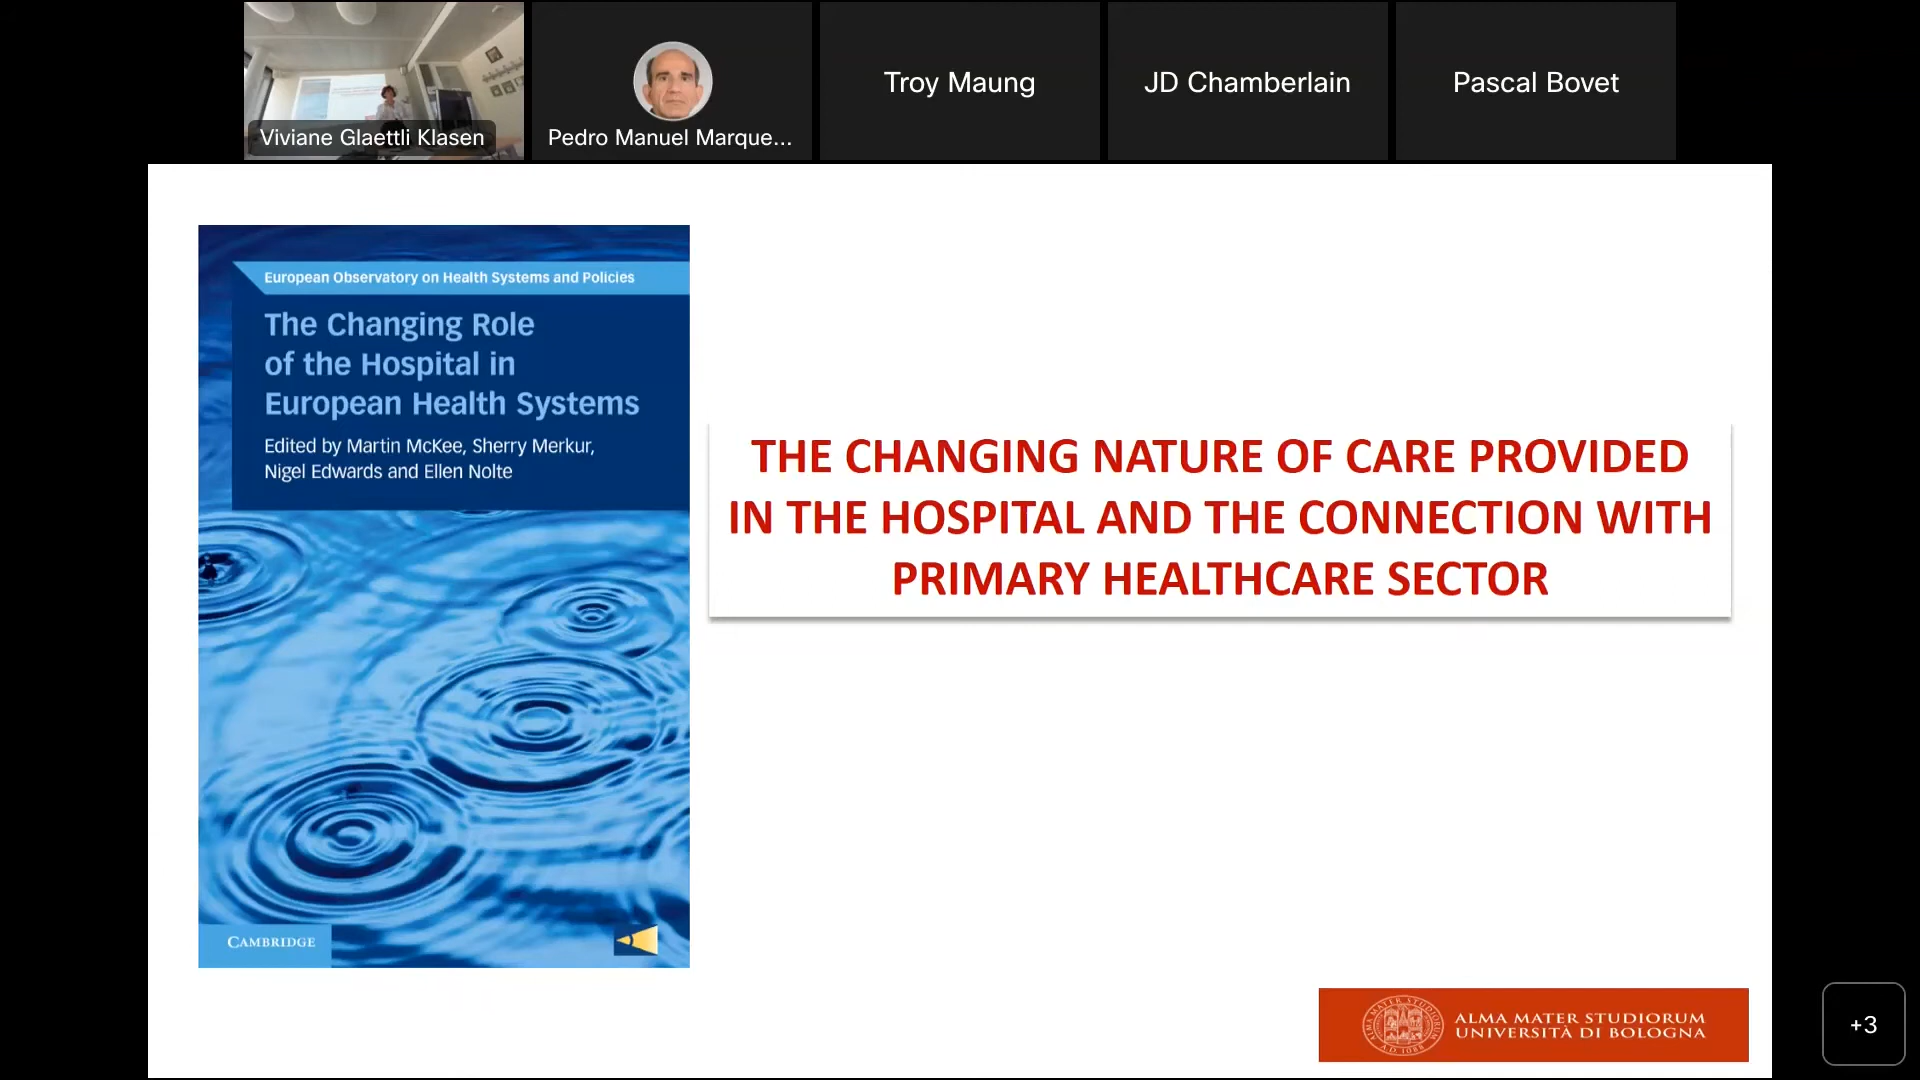 Viviane Glaettli Klasen
Pedro Manuel Marque...
Troy Maung
JD Chamberlain
Pascal Bovet
European Observatory on Health Systems and Policies
The Changing Role
of the Hospital in
European Health Systems
Edited by Martin McKee, Sherry Merkur,
Nigel Edwards and Ellen Nolte
CAMBRIDGE
THE CHANGING NATURE OF CARE PROVIDED
IN THE HOSPITAL AND THE CONNECTION WITH
PRIMARY HEALTHCARE SECTOR
ALMA MATER STUDIORUM
UNIVERSITÀ DI BOLOGNA
+3